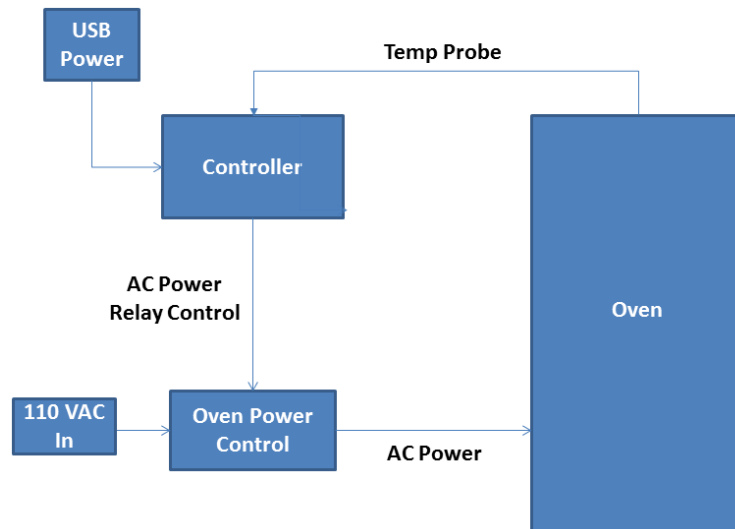 USB
Power
Temp Probe
Controller
AC Power
Relay Control
Oven
110 VAC
In
Oven Power
Control
AC Power